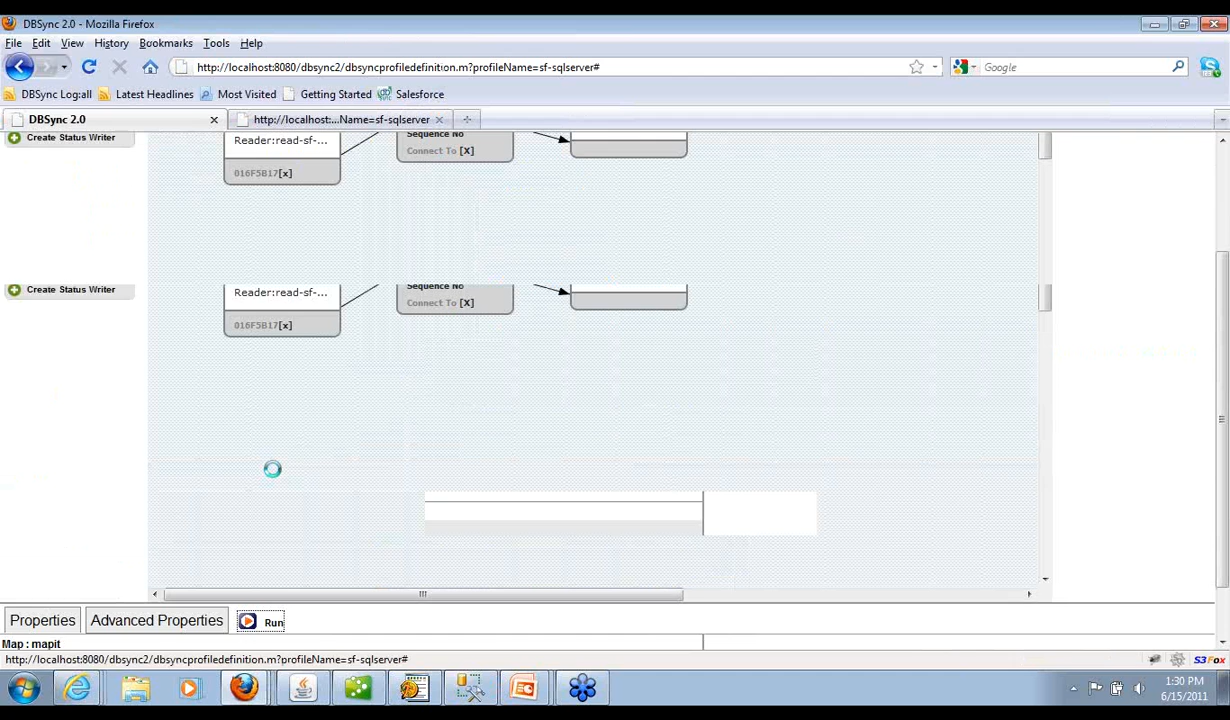 DBSync 2.0 - Mozilla Firefox
File Edit View History Bookmarks Tools Help
http://localhost:8080/dbsync2/dbsyncprofiledefinition.m?profileName=sf-sqlserver#
Google
DBSync Log:all Latest Headlines Most Visited Getting Started Salesforce
DBSync 2.0
http://localhost:...Name=sf-sqlserver
Create Status Writer
Reader:read-sf-...
016F5B17[x]
Sequence No
Connect To [X]
Create Status Writer
Reader:read-sf-...
016F5B17[x]
Sequence No
Connect To [X]
Properties Advanced Properties Run
Map : mapit
http://localhost:8080/dbsync2/dbsyncprofiledefinition.m?profileName=sf-sqlserver#
S3Fox
1:30 PM
6/15/2011